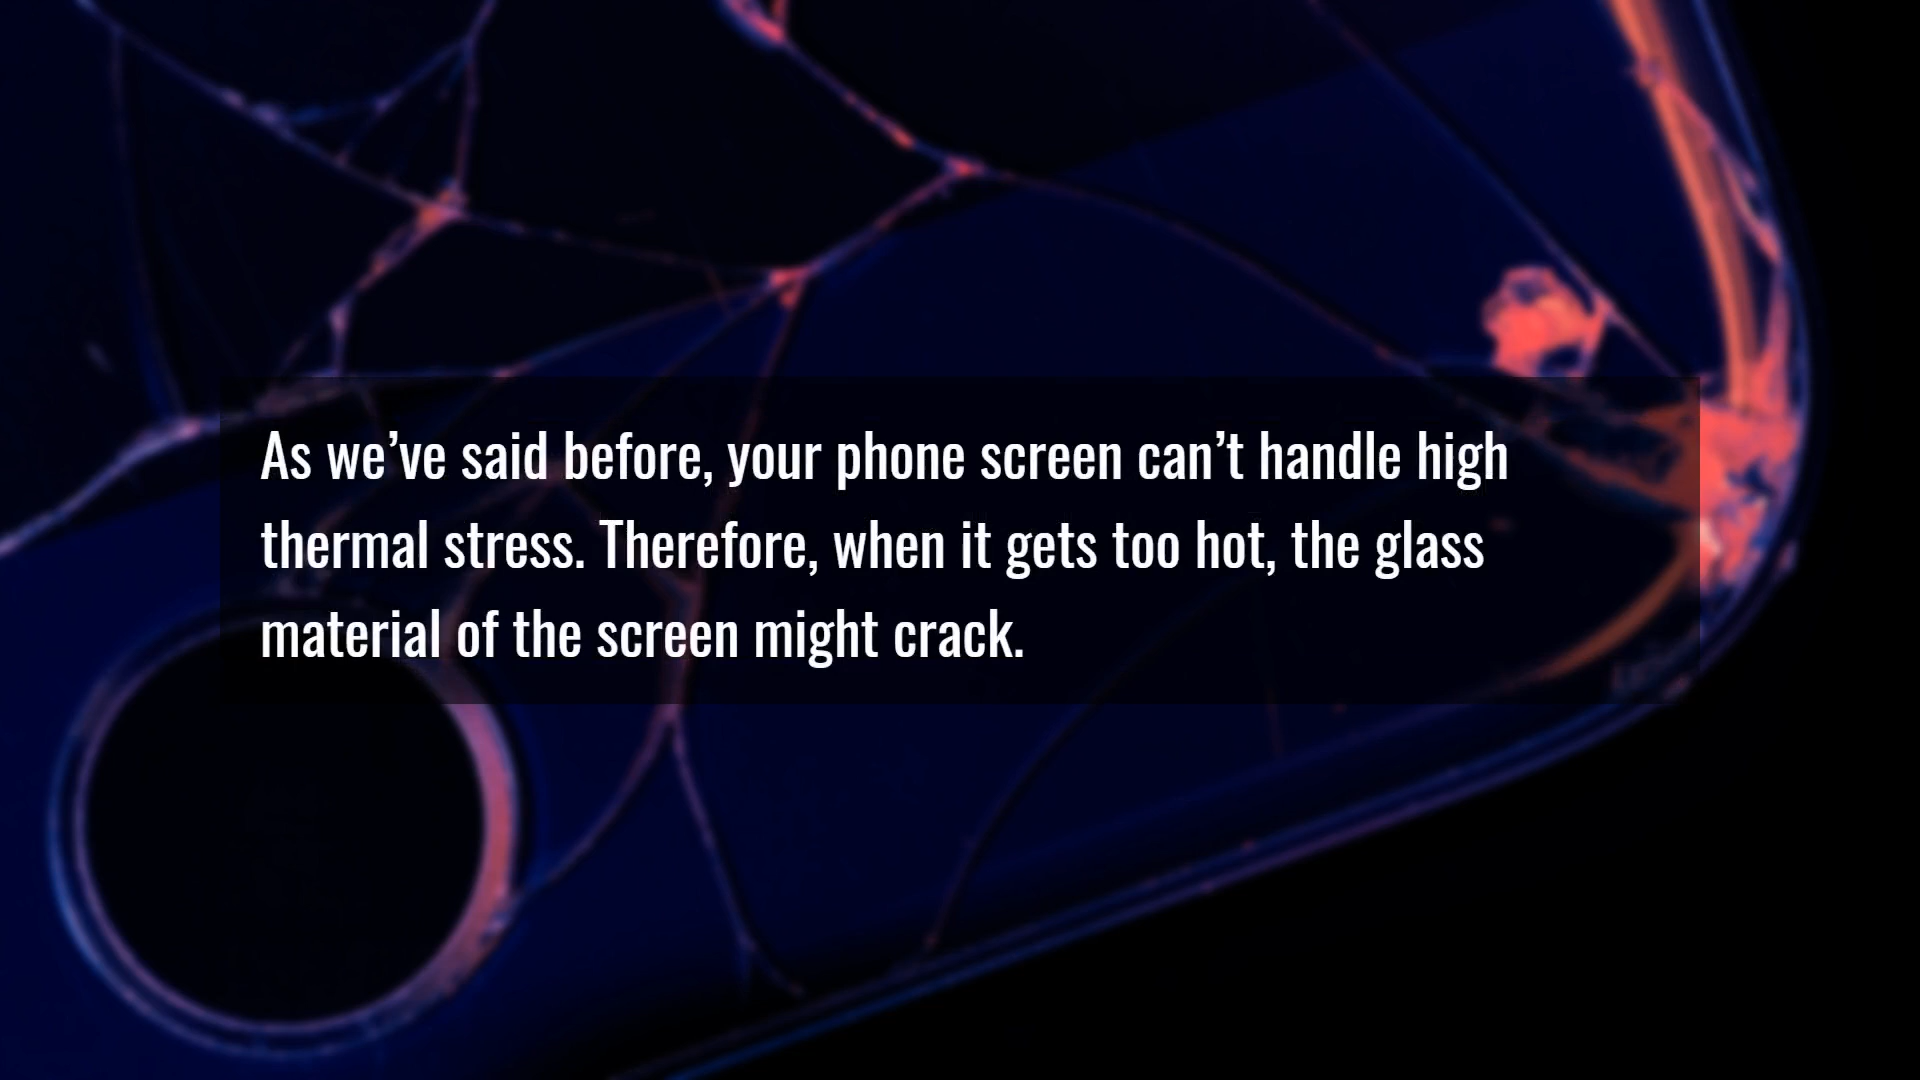 As we’ve said before, your phone screen can’t handle high
thermal stress. Therefore, when it gets too hot, the glass
material of the screen might crack.